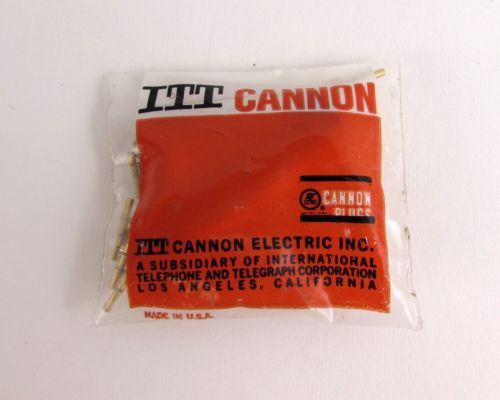 ITT CANNON
CANNON
PLUGS
ITT CANNON ELECTRIC INC.
A SUBSIDIARY OF INTERNATIONAL
TELEPHONE AND TELEGRAPH CORPORATION
LOS ANGELES, CALIFORNIA
MADE IN U.S.A.